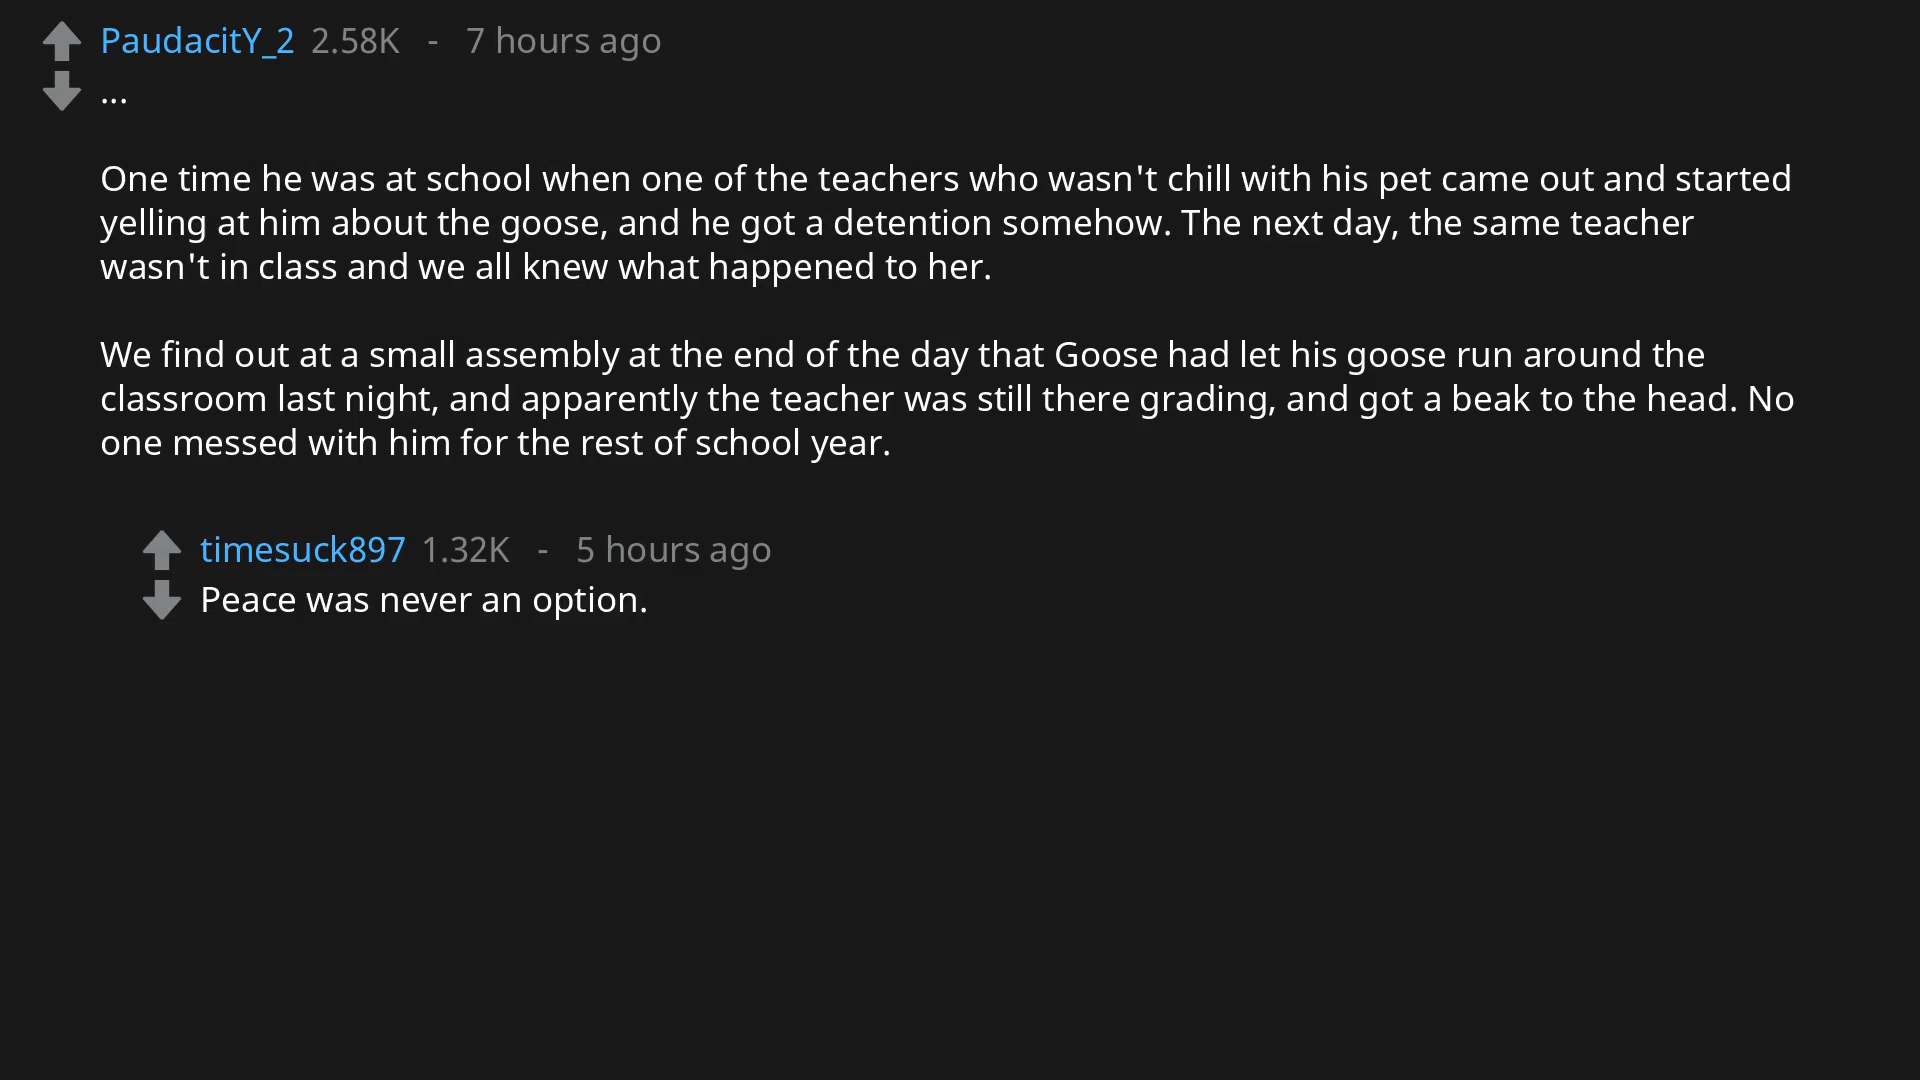 PaudacitY_2 2.58K - 7 hours ago
...
One time he was at school when one of the teachers who wasn't chill with his pet came out and started
yelling at him about the goose, and he got a detention somehow. The next day, the same teacher
wasn't in class and we all knew what happened to her.
We find out at a small assembly at the end of the day that Goose had let his goose run around the
classroom last night, and apparently the teacher was still there grading, and got a beak to the head. No
one messed with him for the rest of school year.
timesuck897 1.32K - 5 hours ago
Peace was never an option.